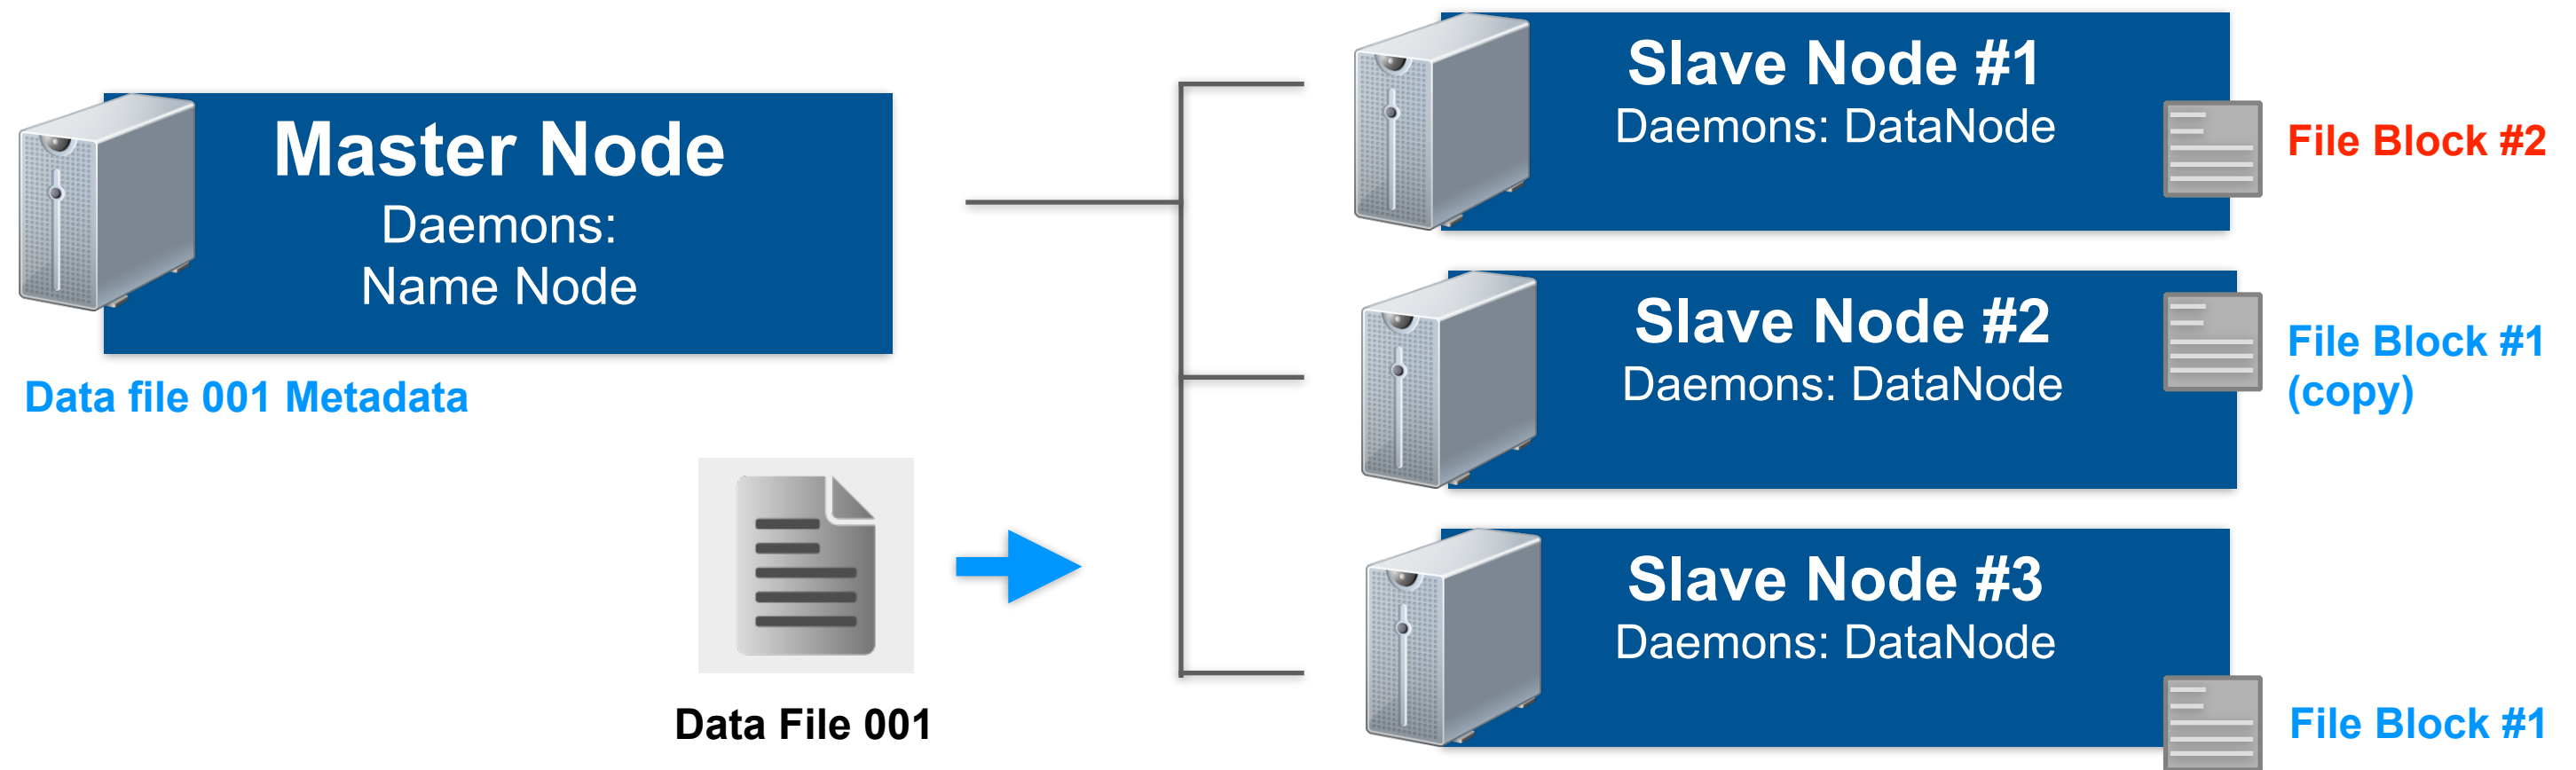 Master Node
Daemons:
Name Node
Data file 001 Metadata
Data File 001
Slave Node #1
Daemons: DataNode
File Block #2
Slave Node #2
Daemons: DataNode
File Block #1
(copy)
Slave Node #3
Daemons: DataNode
File Block #1